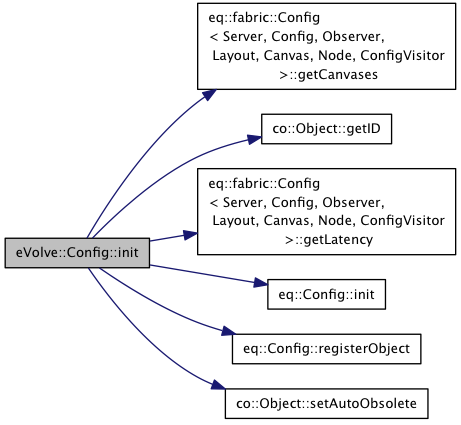 eq::fabric::Config
< Server, Config, Observer,
Layout, Canvas, Node, ConfigVisitor
>::getCanvases
co::Object::getID
eq::fabric::Config
< Server, Config, Observer,
Layout, Canvas, Node, ConfigVisitor
>::getLatency
eVolve::Config::init
eq::Config::init
eq::Config::registerObject
co::Object::setAutoObsolete